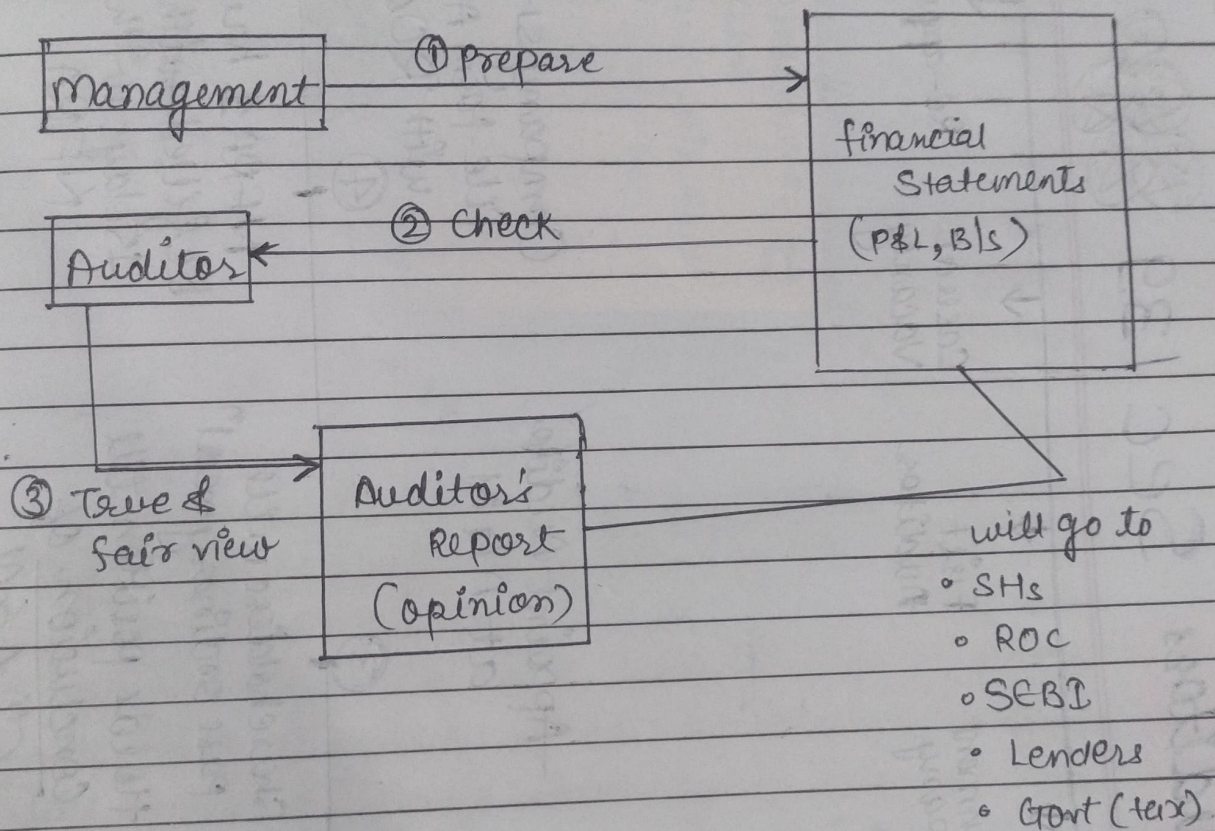 Management
① Prepare
financial
Statements
(P&L, B/S)
② Check
Auditor
③ True &
fair view
Auditor's
Report
(opinion)
will go to
• SHs
• ROC
• SEBI
• Lenders
• Govt (tax)